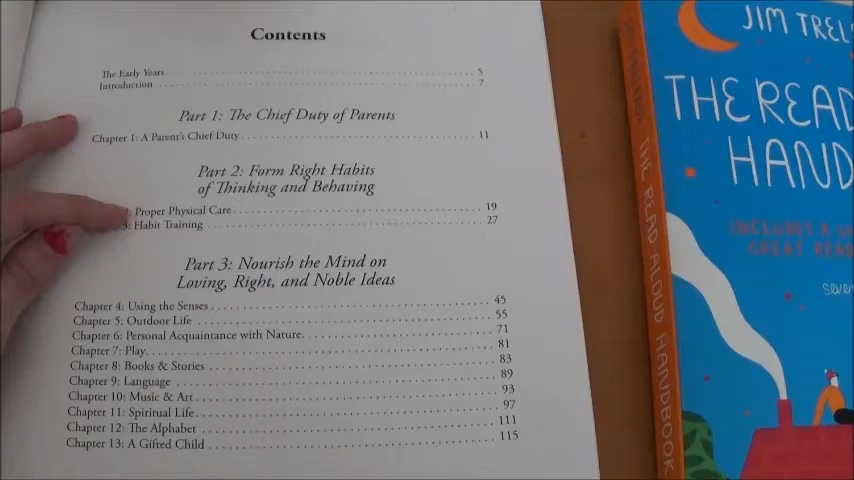 Contents
The Early Years 5
Introduction 7
Part 1: The Chief Duty of Parents
Chapter 1: A Parent's Chief Duty 11
Part 2: Form Right Habits
of Thinking and Behaving
Proper Physical Care 19
3: Habit Training 27
Part 3: Nourish the Mind on
Loving, Right, and Noble Ideas
Chapter 4: Using the Senses 45
Chapter 5: Outdoor Life 55
Chapter 6: Personal Acquaintance with Nature 71
Chapter 7: Play 81
Chapter 8: Books & Stories 83
Chapter 9: Language 89
Chapter 10: Music & Art 93
Chapter 11: Spiritual Life 97
Chapter 12: The Alphabet 111
Chapter 13: A Gifted Child 115
THE READ ALOUD HANDBOOK
JIM TREL
THE READ
HAND
INCLUDES A
GREAT READ